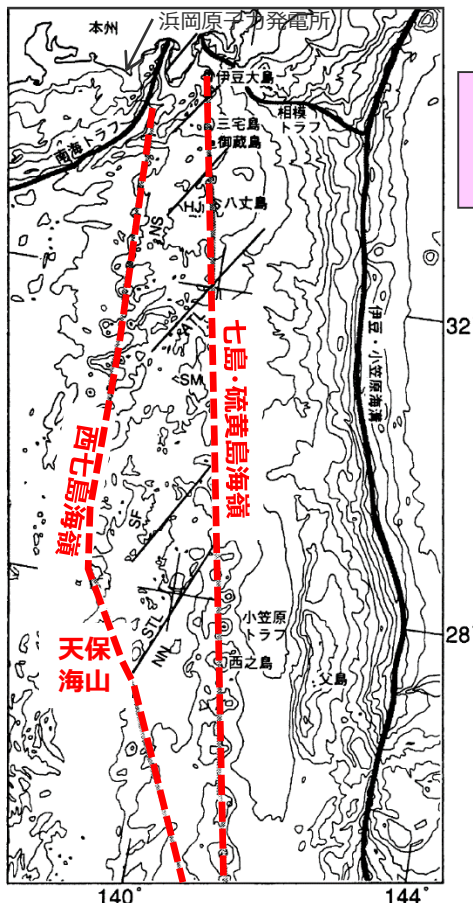 浜岡原子力発電所
本州
伊豆大島
相模
トラフ
南海トラフ
三宅島
御蔵島
HJ
八丈島
NS
32°
ATL
伊豆・小笠原海溝
SM
七島・硫黄島海嶺
西七島海嶺
SF
小笠原
トラフ
28°
STL
NNL
天保
海山
西之島
父島
140°
144°